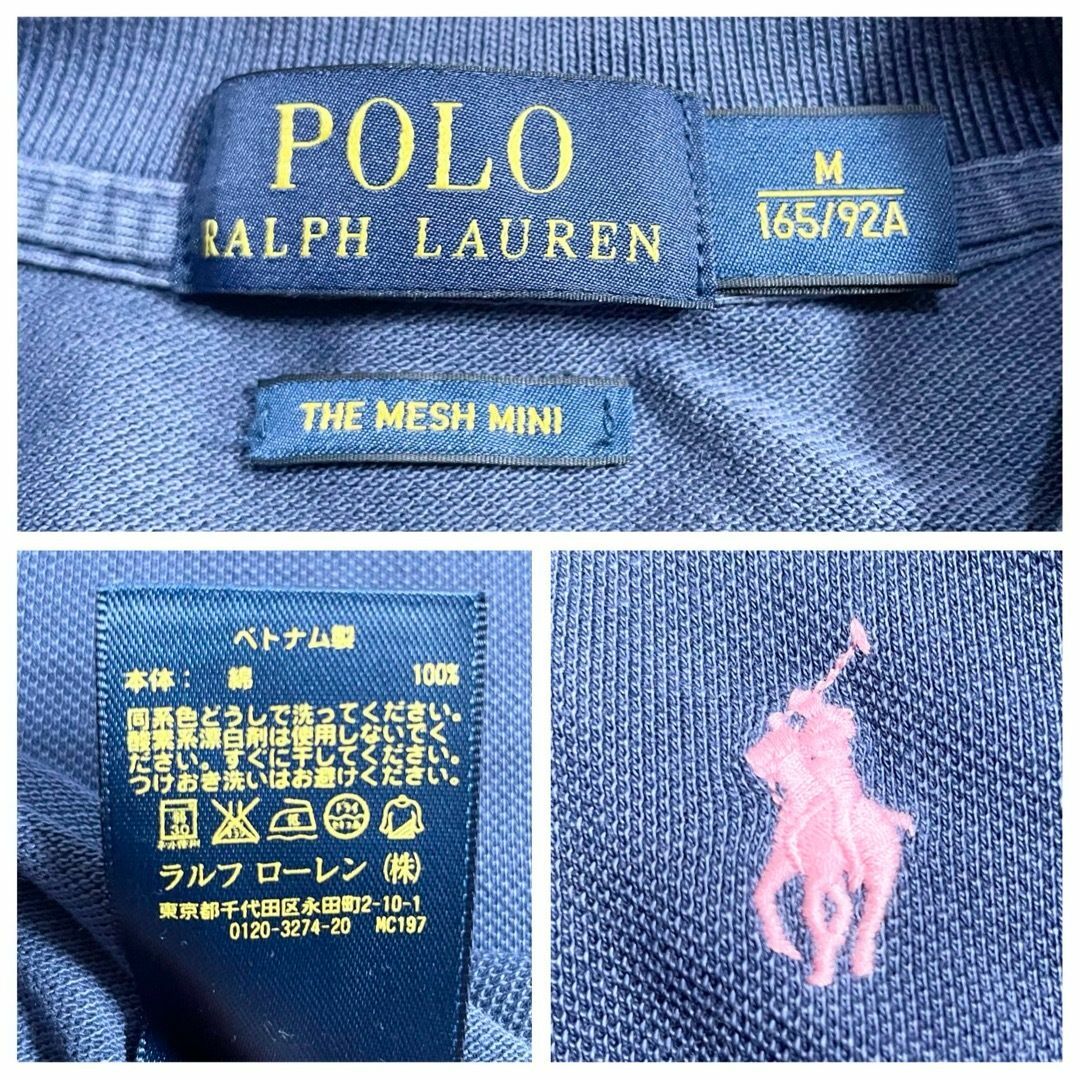 POLO
RALPH LAUREN
M
165/92A
THE MESH MINI
ベトナム製
本体: 綿 100%
同系色どうしで洗ってください。
酸素系漂白剤は使用しないでく
ださい。すぐに干してください。
つけおき洗いはお避けください。
ラルフ ローレン (株)
東京都千代田区永田町2-10-1
0120-3274-20 MC197